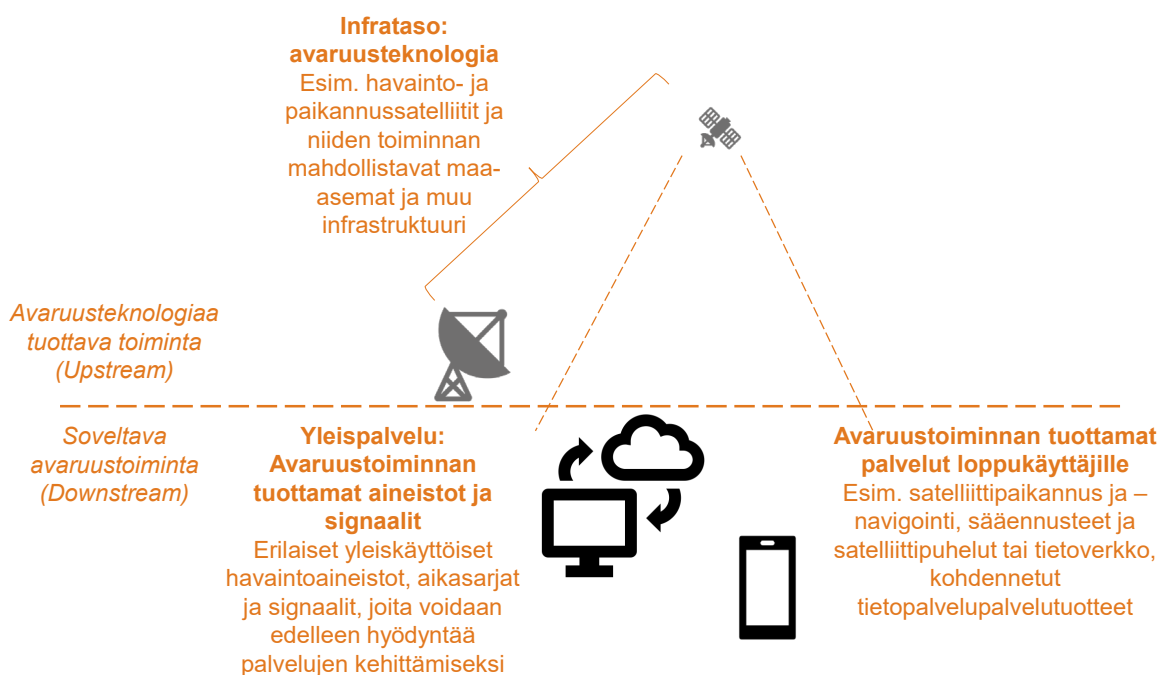 Infrataso:
avaruusteknologia
Esim. havainto- ja
paikannussatelliitit ja
niiden toiminnan
mahdollistavat maa-
asemat ja muu
infrastruktuuri
Avaruusteknologiaa
tuottava toiminta
(Upstream)
Soveltava
avaruustoiminta
(Downstream)
Yleispalvelu:
Avaruustoiminnan
tuottamat aineistot ja
signaalit
Erilaiset yleiskäyttöiset
havaintoaineistot, aikasarjat
ja signaalit, joita voidaan
edelleen hyödyntää
palvelujen kehittämiseksi
Avaruustoiminnan tuottamat
palvelut loppukäyttäjille
Esim. satelliittipaikannus ja –
navigointi, sääennusteet ja
satelliittipuhelut tai tietoverkko,
kohdennetut
tietopalvelupalvelutuotteet